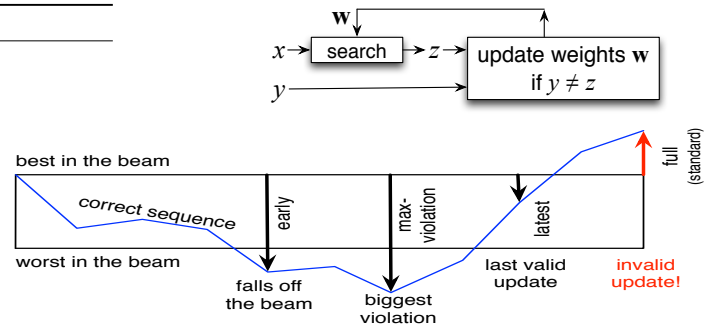 w
x search z update weights w
if y ≠ z
y
best in the beam
correct sequence
worst in the beam
early
falls off
the beam
max-
violation
biggest
violation
latest
last valid
update
full
(standard)
invalid
update!